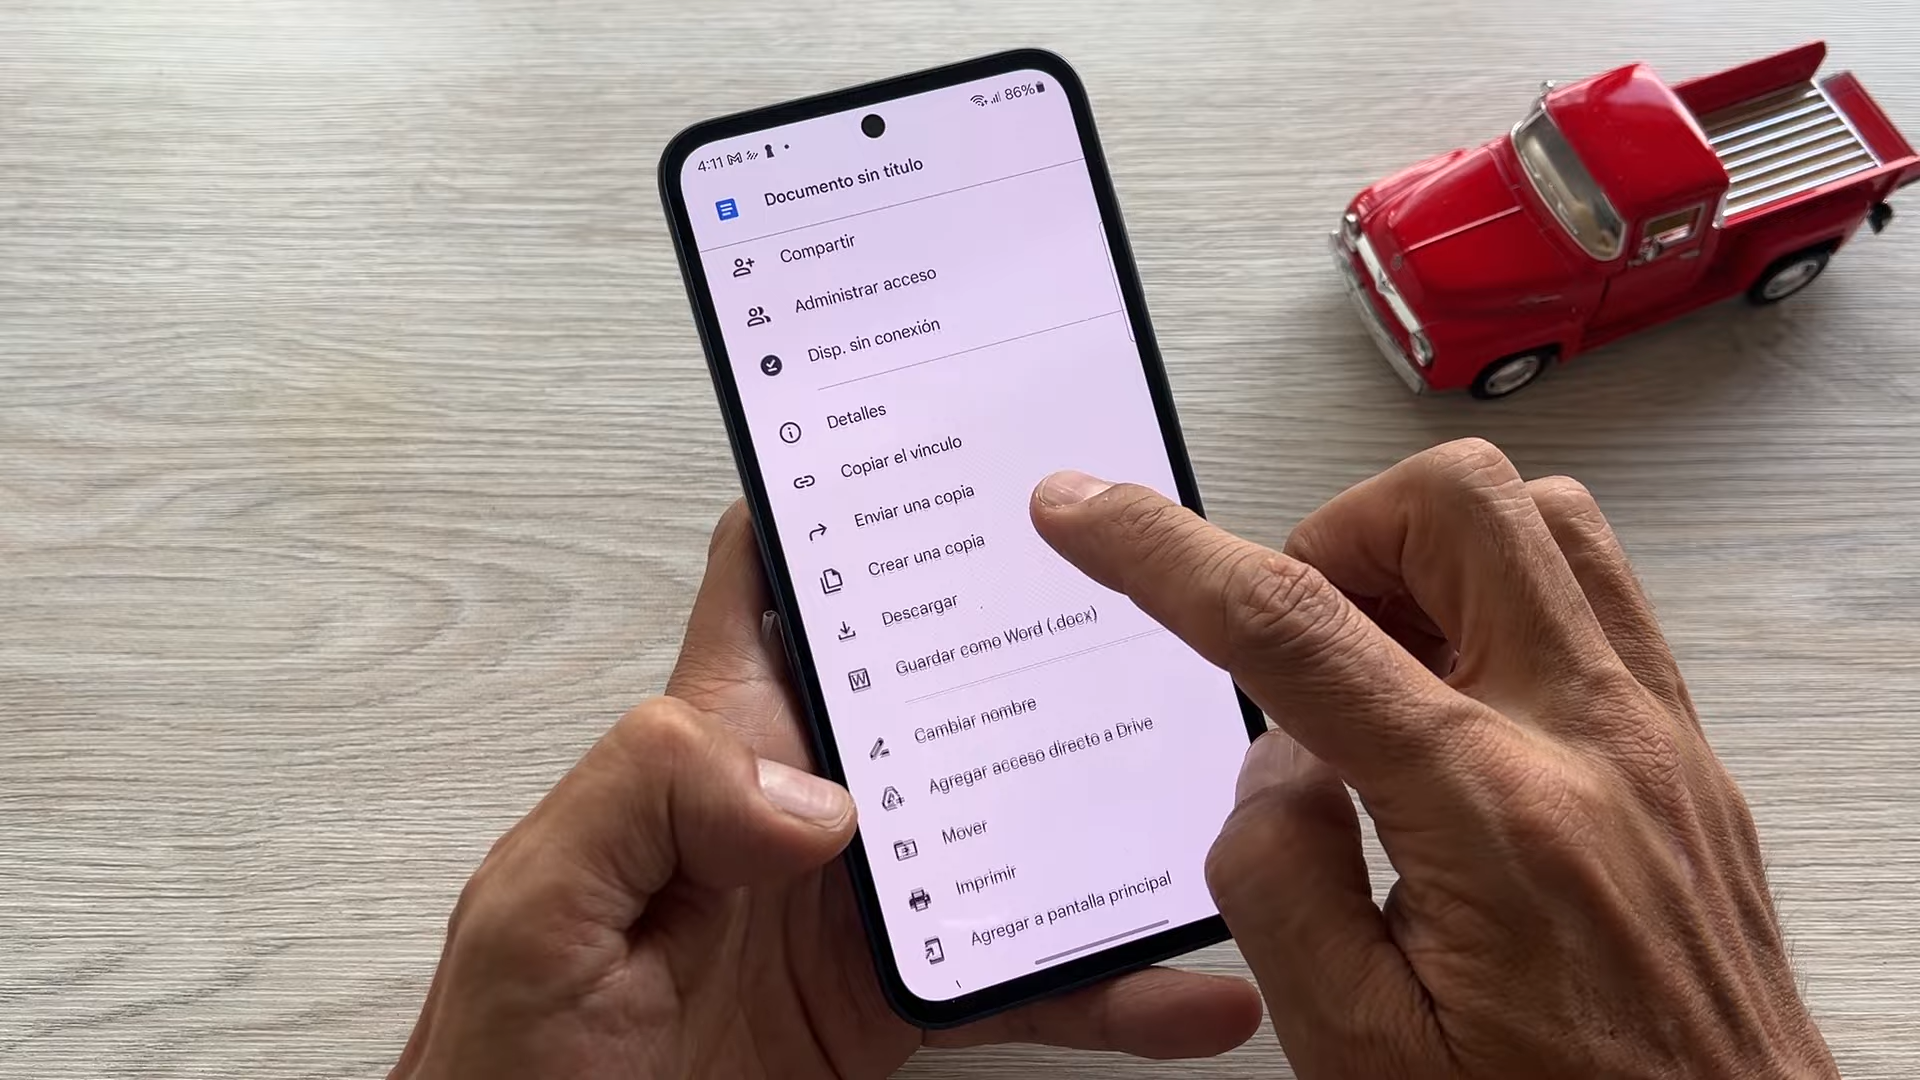 4:11
86%
Documento sin título
Compartir
Administrar acceso
Disp. sin conexión
Detalles
Copiar el vínculo
Enviar una copia
Crear una copia
Descargar
Guardar como Word (.docx)
Cambiar nombre
Agregar acceso directo a Drive
Mover
Imprimir
Agregar a pantalla principal